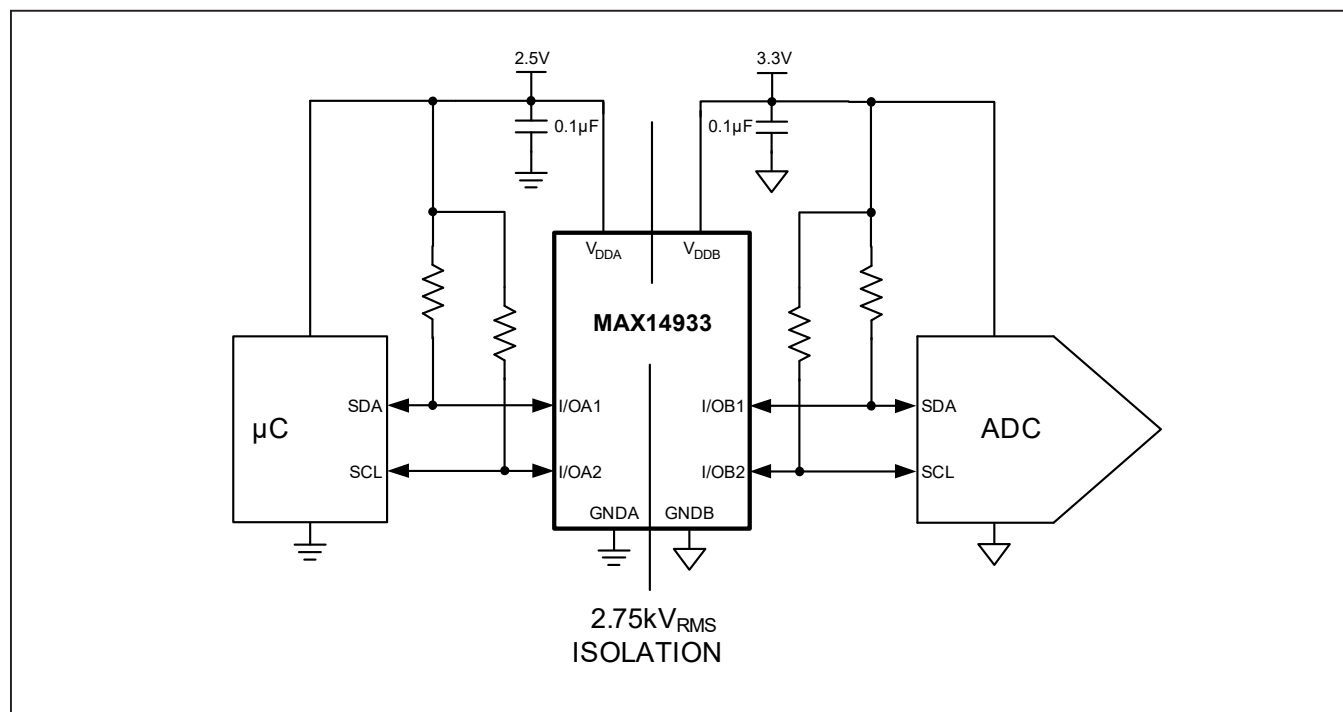 2.5V
3.3V
0.1µF
0.1µF
VDDA
VDDB
MAX14933
SDA
I/OA1
I/OB1
SDA
µC
ADC
SCL
I/OA2
I/OB2
SCL
GNDA
GNDB
2.75kVRMS
ISOLATION